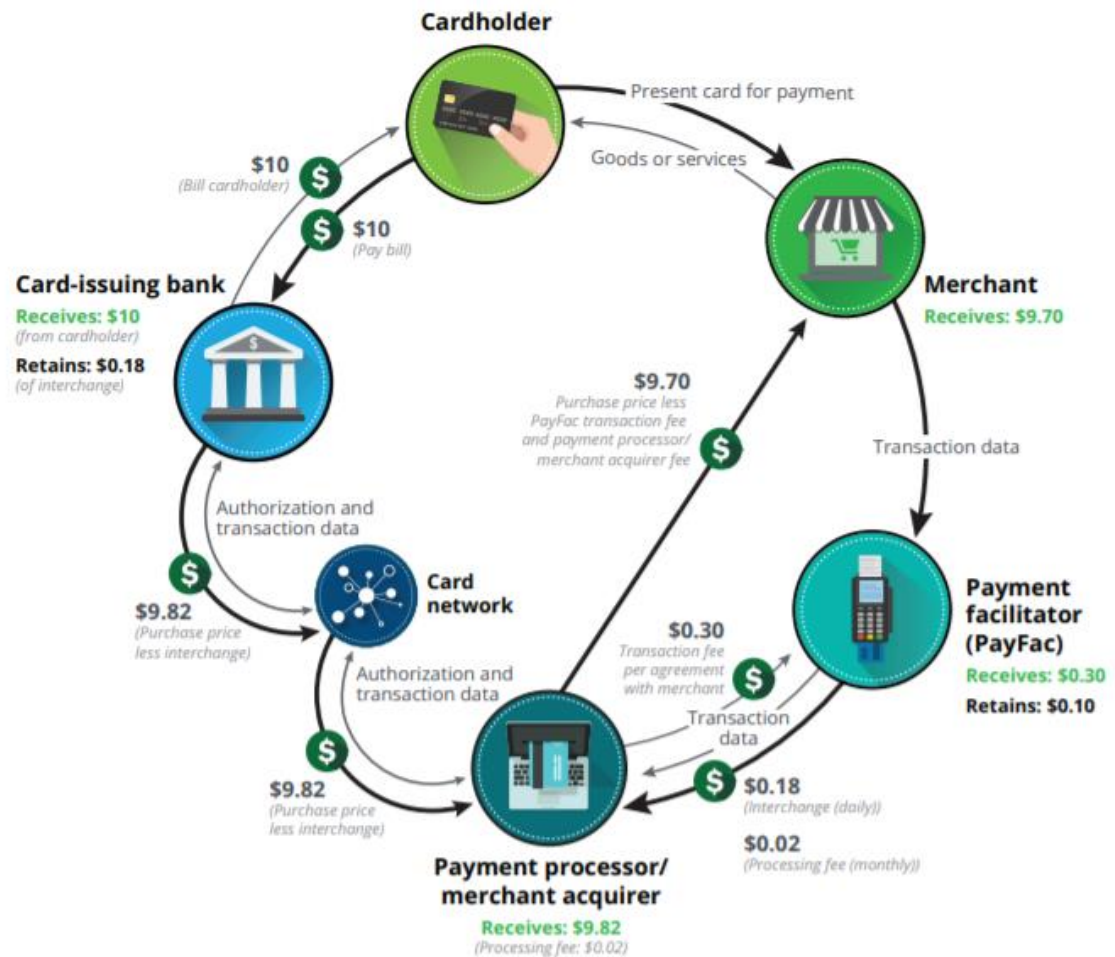 Cardholder
Present card for payment
Goods or services
$10
(Bill cardholder)
$10
(Pay bill)
Card-issuing bank
Receives: $10
(from cardholder)
Retains: $0.18
(of interchange)
$
Merchant
Receives: $9.70
$9.70
Purchase price less
PayFac transaction fee
and payment processor/
merchant acquirer fee
Transaction data
Authorization and
transaction data
$9.82
(Purchase price
less interchange)
Card
network
Authorization and
transaction data
$9.82
(Purchase price
less interchange)
$0.30
Transaction fee
per agreement
with merchant
Transaction
data
Payment
facilitator
(PayFac)
Receives: $0.30
Retains: $0.10
$0.18
(Interchange (daily))
$0.02
(Processing fee (monthly))
Payment processor/
merchant acquirer
Receives: $9.82
(Processing fee: $0.02)